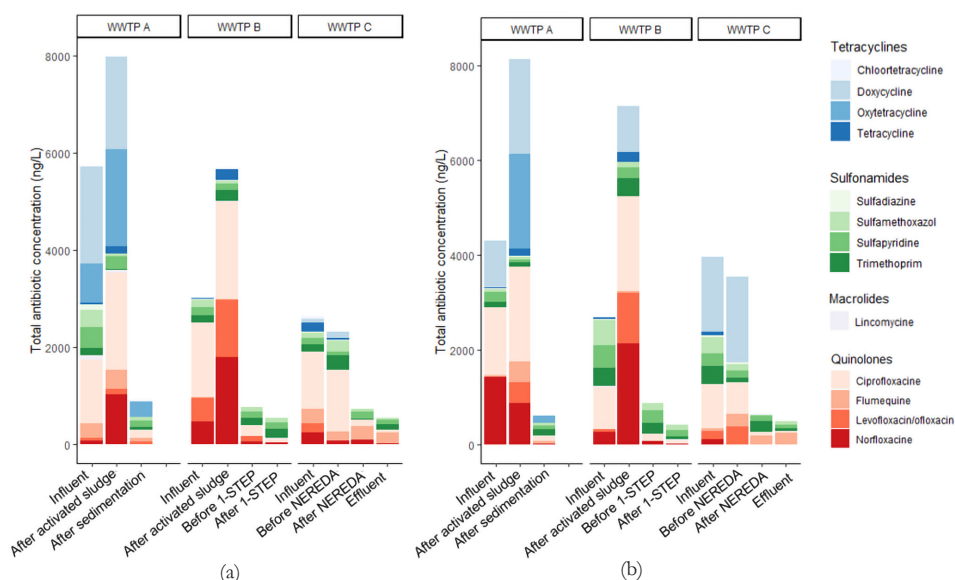 (a)
WWTP A
WWTP B
WWTP C
Total antibiotic concentration (ng/L)
8000
6000
4000
2000
0
Influent
After activated sludge
After sedimentation
Influent
After activated sludge
Before 1-STEP
After 1-STEP
Influent
Before NEREDA
After NEREDA
Effluent
(a)
(b)
WWTP A
WWTP B
WWTP C
Total antibiotic concentration (ng/L)
8000
6000
4000
2000
0
Influent
After activated sludge
After sedimentation
Influent
After activated sludge
Before 1-STEP
After 1-STEP
Influent
Before NEREDA
After NEREDA
Effluent
(b)
Tetracyclines
Chloortetracycline
Doxycycline
Oxytetracycline
Tetracycline
Sulfonamides
Sulfadiazine
Sulfamethoxazol
Sulfapyridine
Trimethoprim
Macrolides
Lincomycine
Quinolones
Ciprofloxacine
Flumequine
Levofloxacin/ofloxacin
Norfloxacine